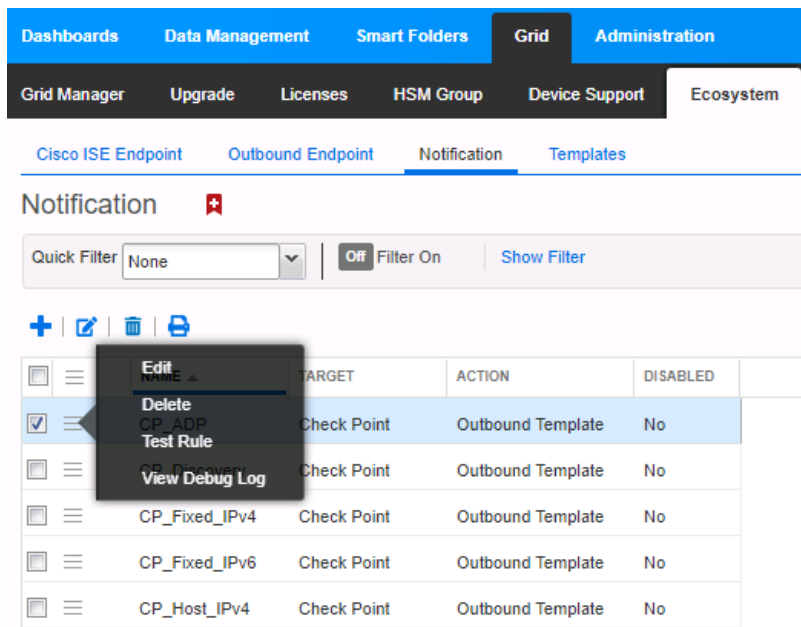 Dashboards Data Management Smart Folders Grid Administration
Grid Manager Upgrade Licenses HSM Group Device Support Ecosystem
Cisco ISE Endpoint Outbound Endpoint Notification Templates
Notification
Quick Filter None Off Filter On Show Filter
NAME TARGET ACTION DISABLED
Edit
Delete
Test Rule
View Debug Log
CP_ADP Check Point Outbound Template No
CP_Discovery Check Point Outbound Template No
CP_Fixed_IPv4 Check Point Outbound Template No
CP_Fixed_IPv6 Check Point Outbound Template No
CP_Host_IPv4 Check Point Outbound Template No